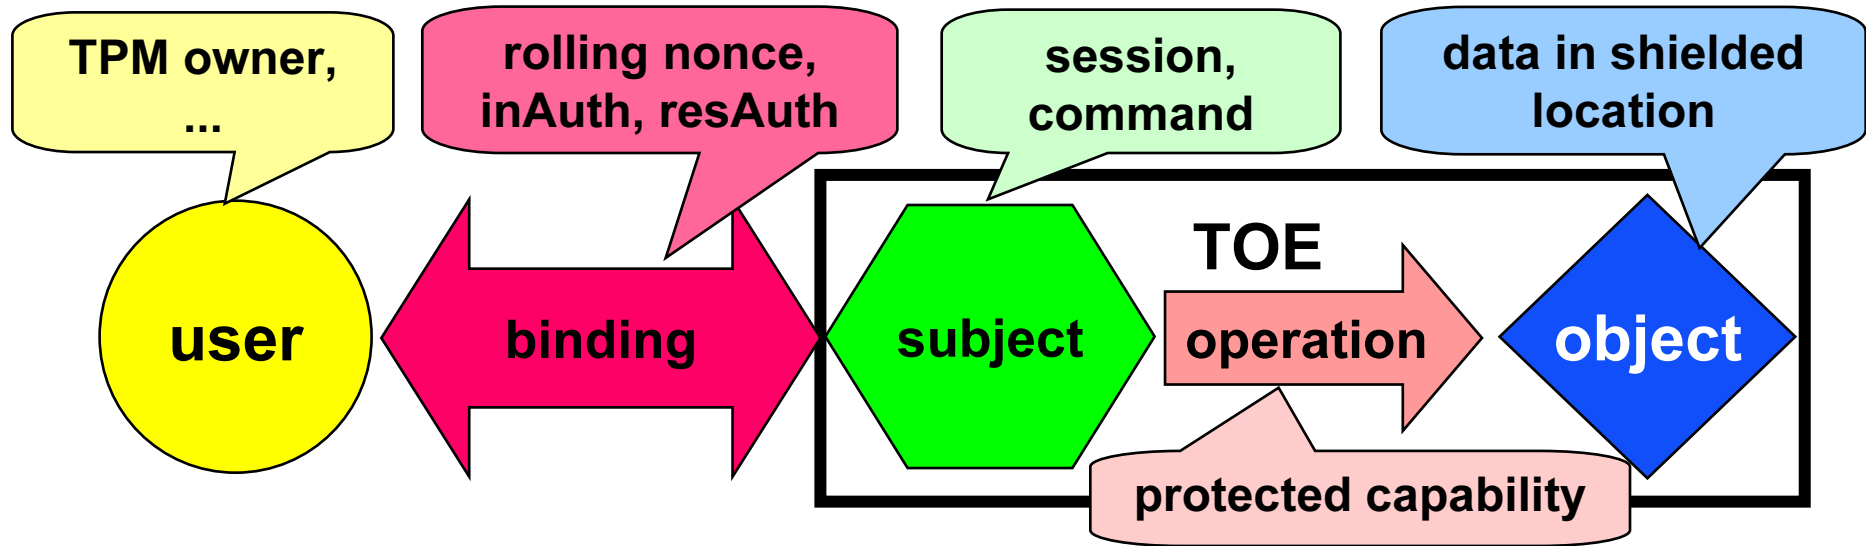 TPM owner,
...
rolling nonce,
inAuth, resAuth
session,
command
data in shielded
location
TOE
user
binding
subject
operation
object
protected capability